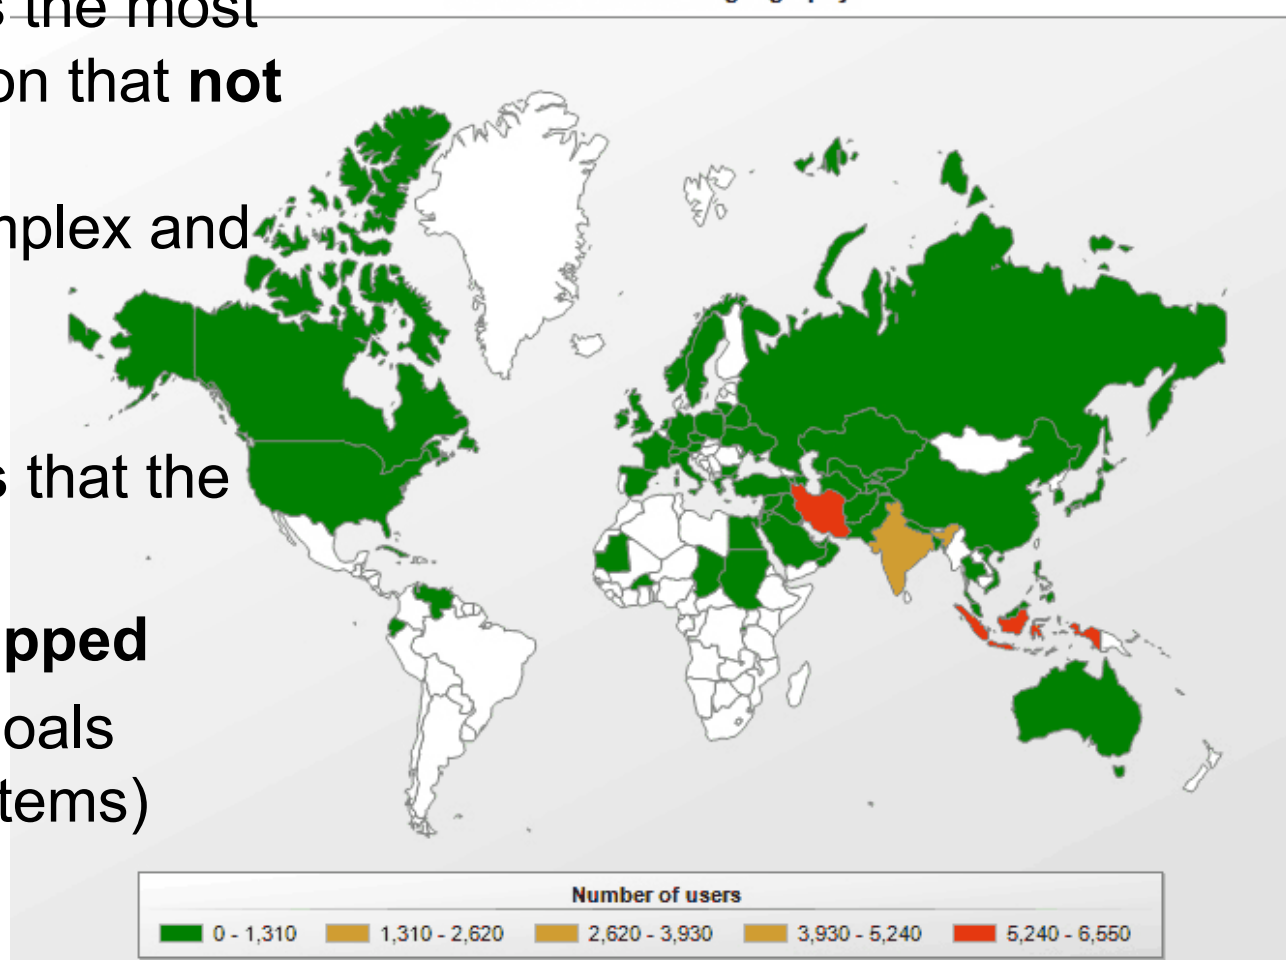 s the most
on that not
mplex and
s that the
pped
oals
tems)
Number of users
0 - 1,310 1,310 - 2,620 2,620 - 3,930 3,930 - 5,240 5,240 - 6,550